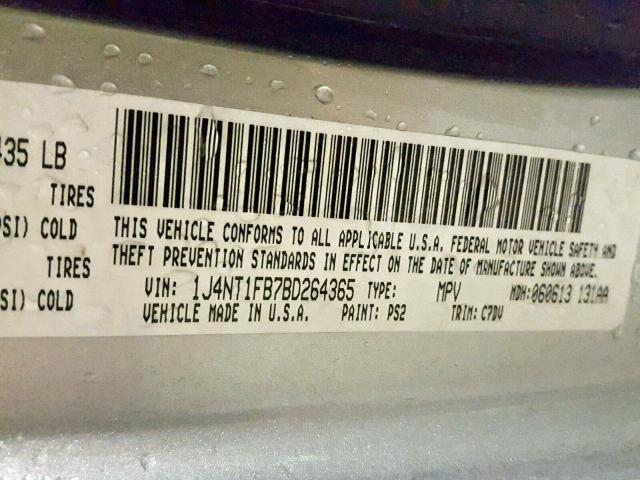 435 LB
TIRES
PSI) COLD
TIRES
SI) COLD
THIS VEHICLE CONFORMS TO ALL APPLICABLE U.S.A. FEDERAL MOTOR VEHICLE SAFETY AND
THEFT PREVENTION STANDARDS IN EFFECT ON THE DATE OF MANUFACTURE SHOWN ABOVE.
VIN: 1J4NT1FB7BD264365 TYPE: MPV MDH:060613 131AA
VEHICLE MADE IN U.S.A. PAINT: PS2 TRIM: C7DV